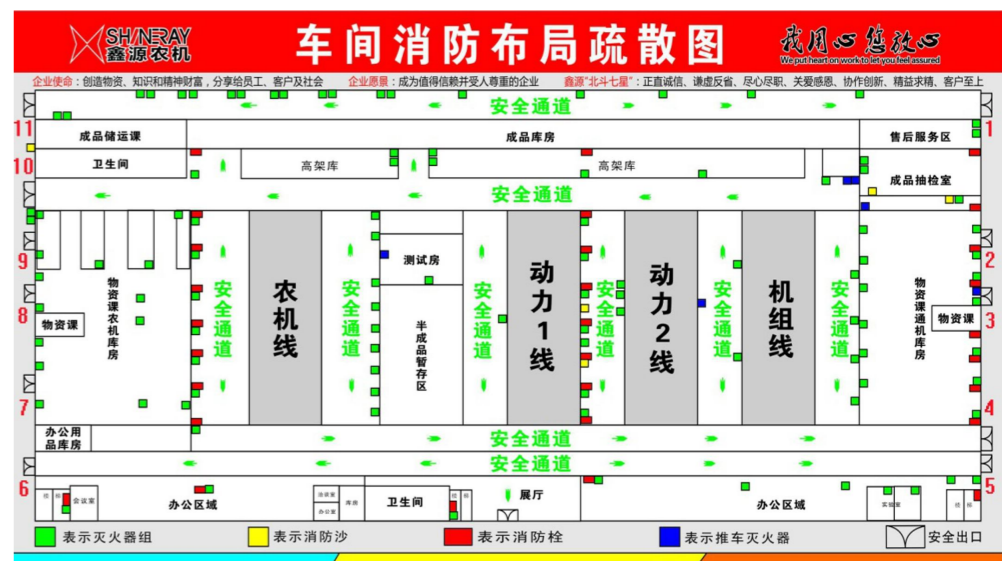 SHINERAY
鑫源农机
车间消防布局疏散图
我用心 您放心
We put heart on work to let you feel assured
企业使命：创造物资、知识和精神财富，分享给员工、客户及社会 企业愿景：成为值得信赖并受人尊重的企业 鑫源“北斗七星”：正直诚信、谦虚反省、尽心尽职、关爱感恩、协作创新、精益求精、客户至上
安全通道
11 成品储运课 成品库房 售后服务区 1
10 卫生间 高架库 高架库 成品抽检室
安全通道
9 测试房 2
物资课农机库房
安全通道
农机线
安全通道
半成品暂存区
安全通道
动力1线
安全通道
动力2线
安全通道
机组线
安全通道
物资课通机库房
8 物资课 物资课 3
7 4
办公用品库房
安全通道
安全通道
6 会议室 办公区域 洽谈室 办公室 库房 卫生间 展厅 办公区域 5
表示灭火器组 表示消防沙 表示消防栓 表示推车灭火器 安全出口